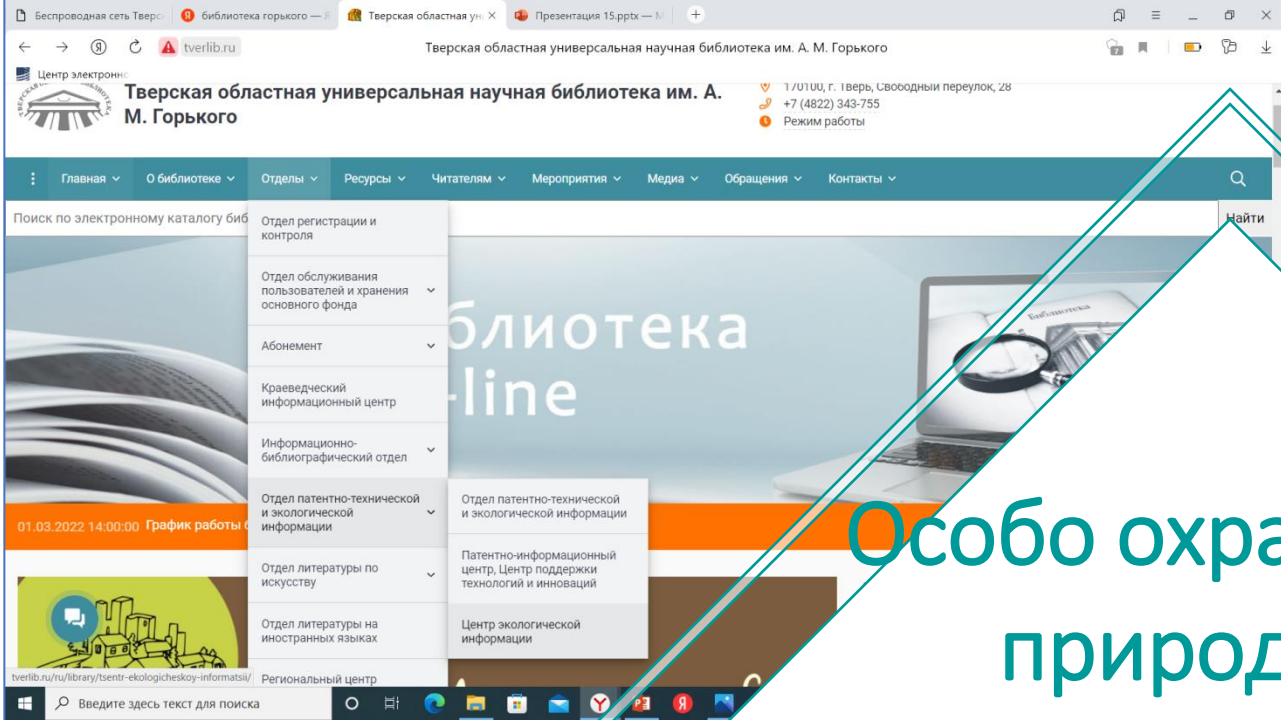 Беспроводная сеть Тверс
библиотека горького — Я
Тверская областная ун
Презентация 15.pptx — М
tverlib.ru
Тверская областная универсальная научная библиотека им. А. М. Горького
7
Центр электронно
Тверская областная универсальная научная библиотека им. А.
М. Горького
170100, г. Тверь, Свободный переулок, 28
+7 (4822) 343-755
Режим работы
Главная
О библиотеке
Отделы
Ресурсы
Читателям
Мероприятия
Медиа
Обращения
Контакты
Поиск по электронному каталогу биб
Найти
Отдел регистрации и
контроля
Отдел обслуживания
пользователей и хранения
основного фонда
Абонемент
Краеведческий
информационный центр
Информационно-
библиографический отдел
Отдел патентно-технической
и экологической
информации
Отдел литературы по
искусству
Отдел литературы на
иностранных языках
Региональный центр
Отдел патентно-технической
и экологической информации
Патентно-информационный
центр, Центр поддержки
технологий и инноваций
Центр экологической
информации
блиотека
-line
Библиотека
01.03.2022 14:00:00 График работы б
Особо охра
природ
tverlib.ru/ru/library/tsentr-ekologicheskoy-informatsii/
Введите здесь текст для поиска